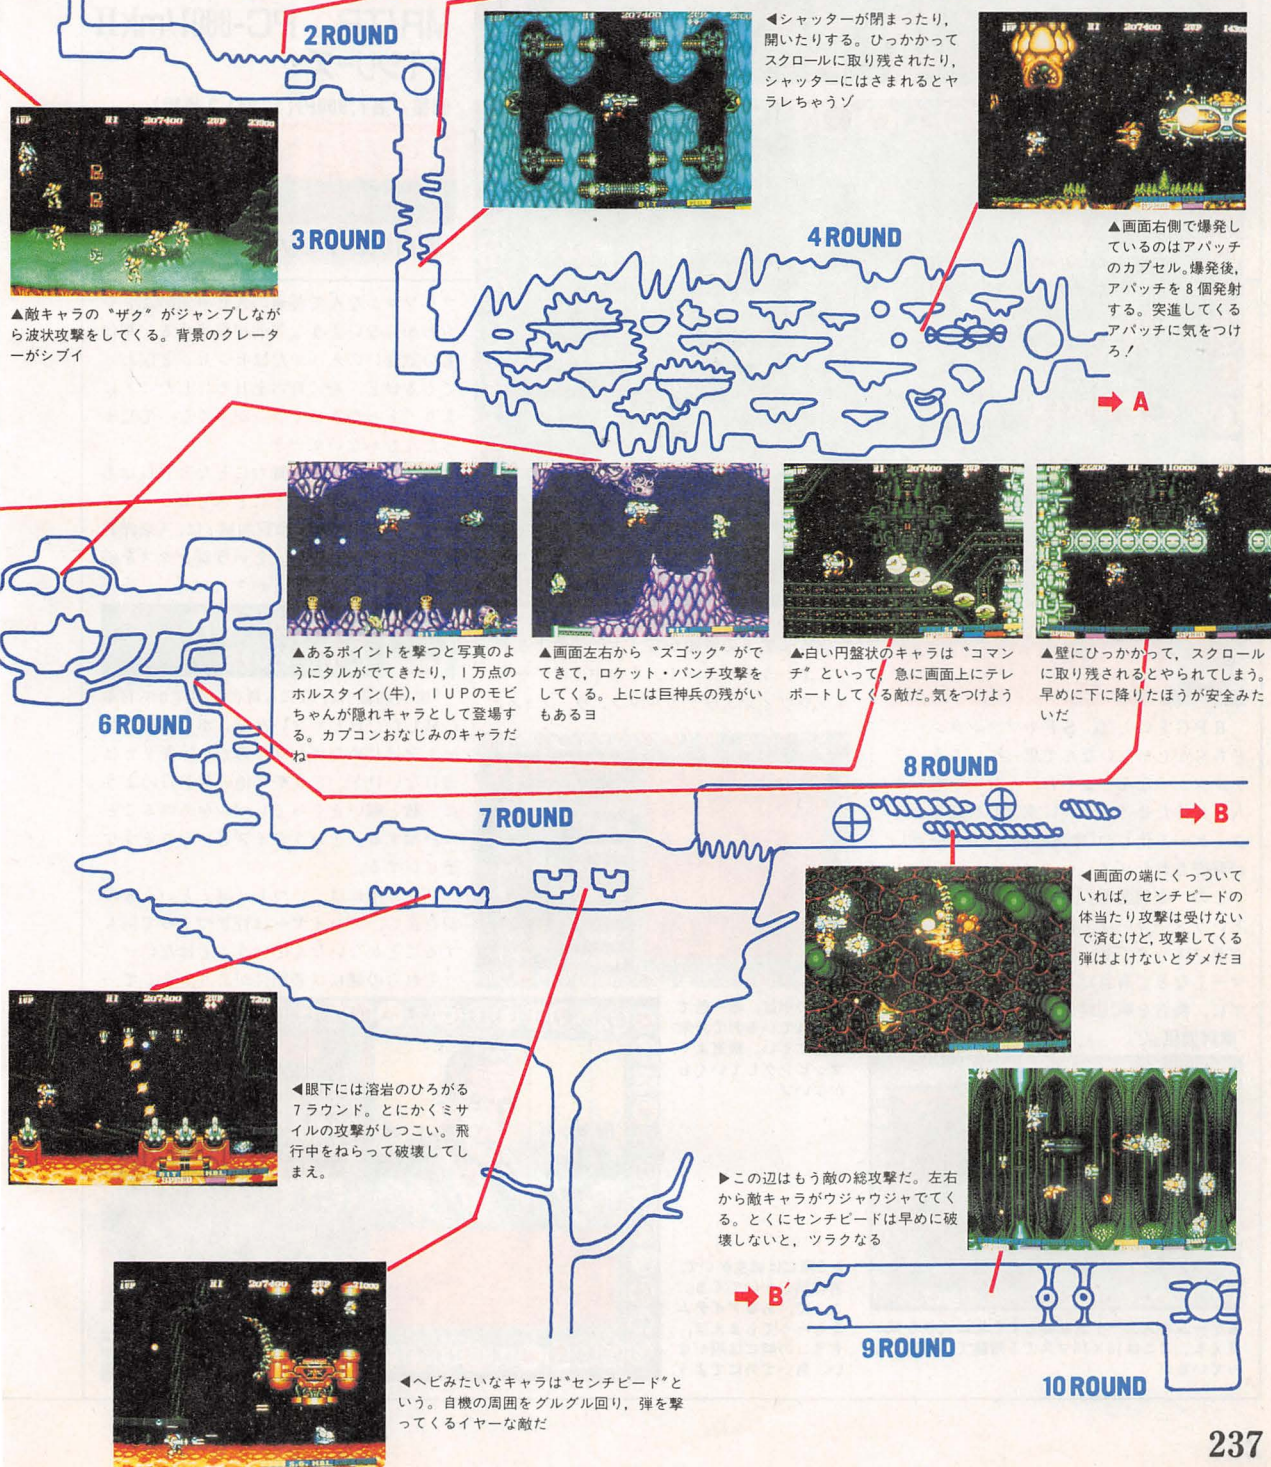 2 ROUND
◀シャッターが閉まったり,
開いたりする。ひっかかって
スクロールに取り残されたり,
シャッターにはさまれるとヤ
ラレちゃうゾ
3 ROUND
4 ROUND
▲敵キャラの〝ザク〟がジャンプしなが
ら波状攻撃をしてくる。背景のクレータ
ーがシブイ
▲画面右側で爆発し
ているのはアパッチ
のカプセル。爆発後,
アパッチを8個発射
する。突進してくる
アパッチに気をつけ
ろ！
➡ A
▲あるポイントを撃つと写真のよ
うにタルがでてきたり,1万点の
ホルスタイン(牛),1UPのモビ
ちゃんが隠れキャラとして登場す
る。カプコンおなじみのキャラだ
ね
▲画面左右から〝ズゴック〟がで
てきて,ロケット・パンチ攻撃を
してくる。上には巨神兵の残がい
もあるヨ
▲白い円盤状のキャラは〝コマン
チ〟といって,急に画面上にテレ
ポートしてくる敵だ。気をつけよう
▲壁にひっかかって,スクロール
に取り残されるとやられてしまう。
早めに下に降りたほうが安全みた
いだ
6 ROUND
7 ROUND
8 ROUND
➡ B
◀画面の端にくっついて
いれば,センチピードの
体当たり攻撃は受けない
で済むけど,攻撃してくる
弾はよけないとダメだヨ
◀眼下には溶岩のひろがる
7ラウンド。とにかくミサ
イルの攻撃がしつこい。飛
行中をねらって破壊してし
まえ。
▶この辺はもう敵の総攻撃だ。左右
から敵キャラがウジャウジャでてく
る。とくにセンチピードは早めに破
壊しないと,ツラクなる
➡ B′
9 ROUND
10 ROUND
◀ヘビみたいなキャラは〝センチピード〟と
いう。自機の周囲をグルグル回り,弾を撃
ってくるイヤーな敵だ
237